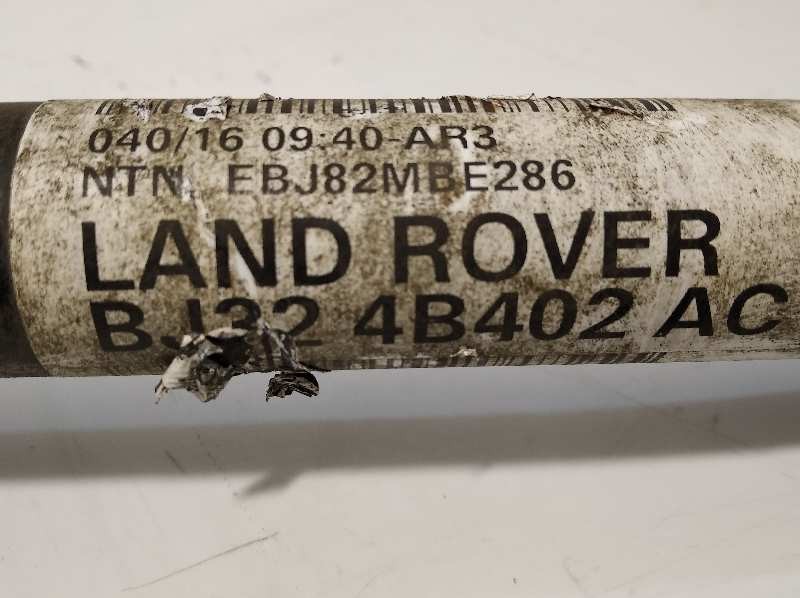 040/16 09:40-AR3
NTN EBJ82MBE286
LAND ROVER
BJ32 4B402 AC